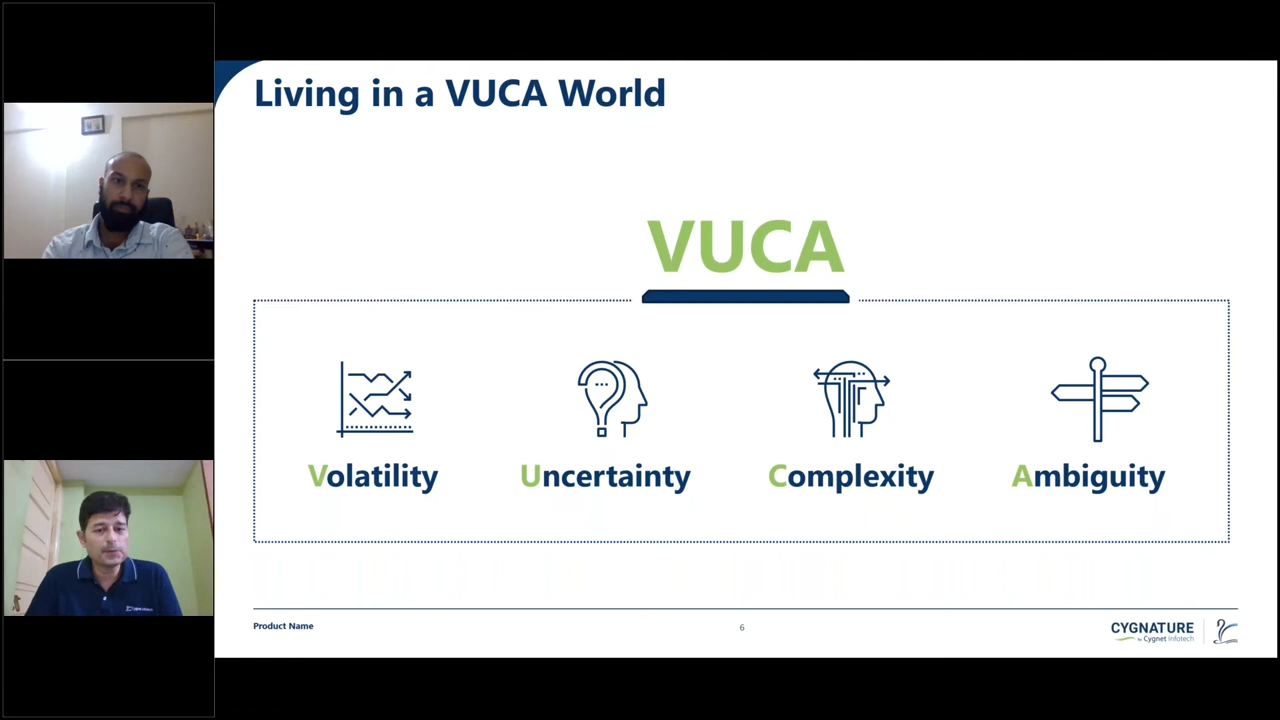 Living in a VUCA World
VUCA
Volatility
Uncertainty
Complexity
Ambiguity
Product Name
6
CYGNATURE
by Cygnet Infotech